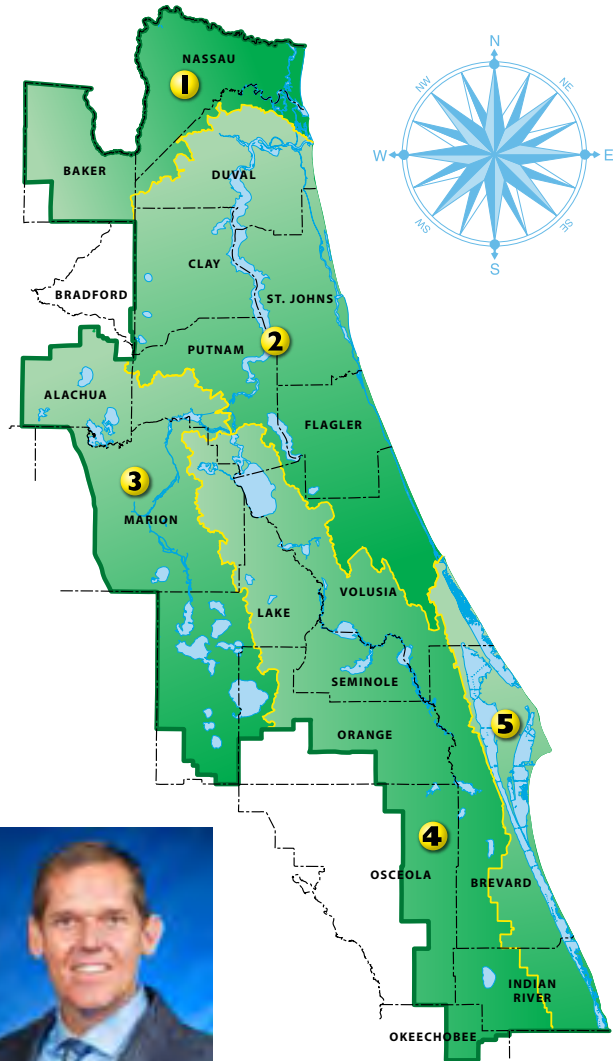 N
NW
NE
W
E
SW
SE
S
NASSAU
1
BAKER
DUVAL
CLAY
BRADFORD
ST. JOHNS
2
PUTNAM
ALACHUA
FLAGLER
3
MARION
VOLUSIA
LAKE
SEMINOLE
5
ORANGE
4
OSCEOLA
BREVARD
INDIAN
RIVER
OKEECHOBEE